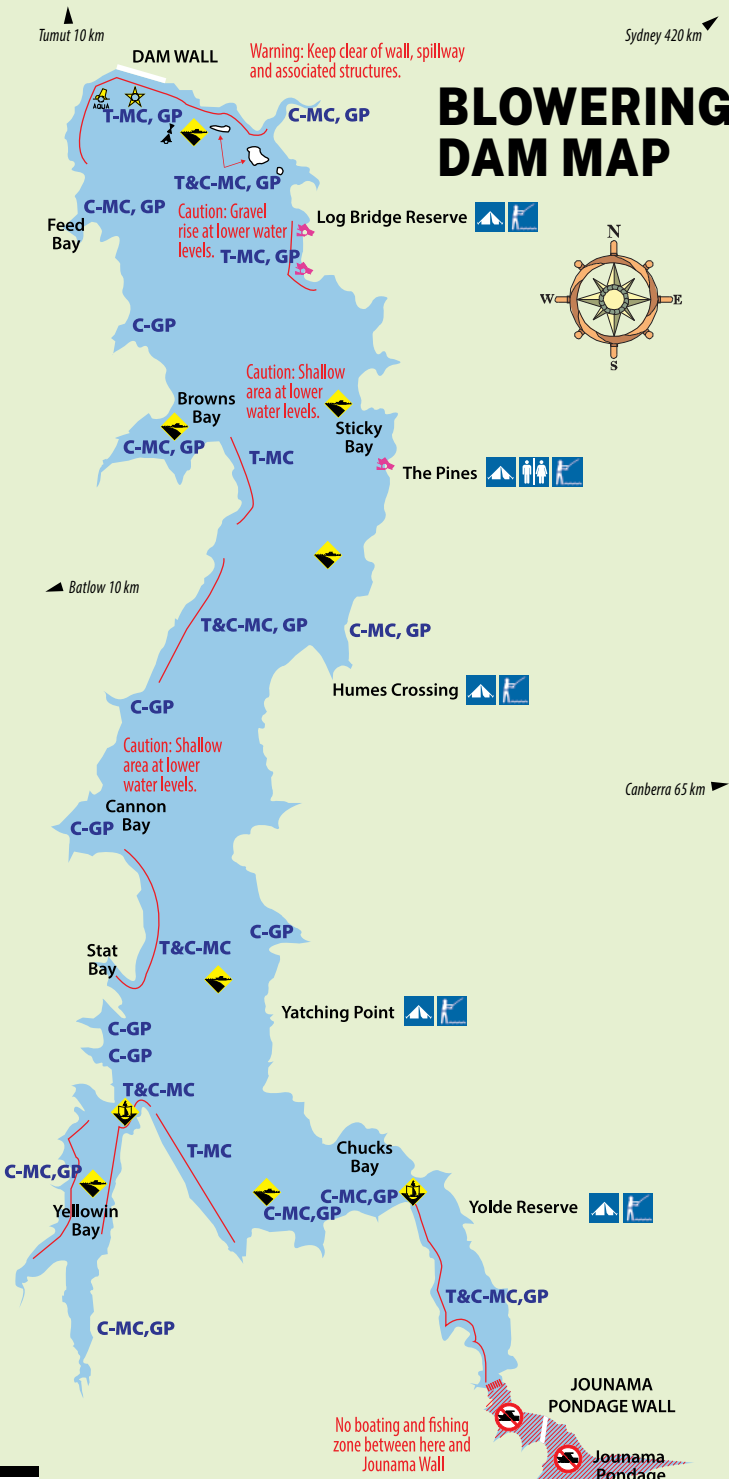 Tumut 10 km
Sydney 420 km
DAM WALL
Warning: Keep clear of wall, spillway
and associated structures.
BLOWERING
DAM MAP
AQUA
T-MC, GP
C-MC, GP
T&C-MC, GP
C-MC, GP
Feed
Bay
Caution: Gravel
rise at lower water
levels.
T-MC, GP
Log Bridge Reserve
N
W
E
S
C-GP
Caution: Shallow
area at lower
water levels.
Browns
Bay
C-MC, GP
Sticky
Bay
T-MC
The Pines
Batlow 10 km
T&C-MC, GP
C-MC, GP
Humes Crossing
C-GP
Caution: Shallow
area at lower
water levels.
Canberra 65 km
Cannon
Bay
C-GP
C-GP
Stat
Bay
T&C-MC
Yatching Point
C-GP
C-GP
T&C-MC
T-MC
Chucks
Bay
C-MC,GP
Yellowin
Bay
C-MC,GP
C-MC,GP
Yolde Reserve
T&C-MC,GP
C-MC,GP
JOUNAMA
PONDAGE WALL
No boating and fishing
zone between here and
Jounama Wall
Jounama
Pondage